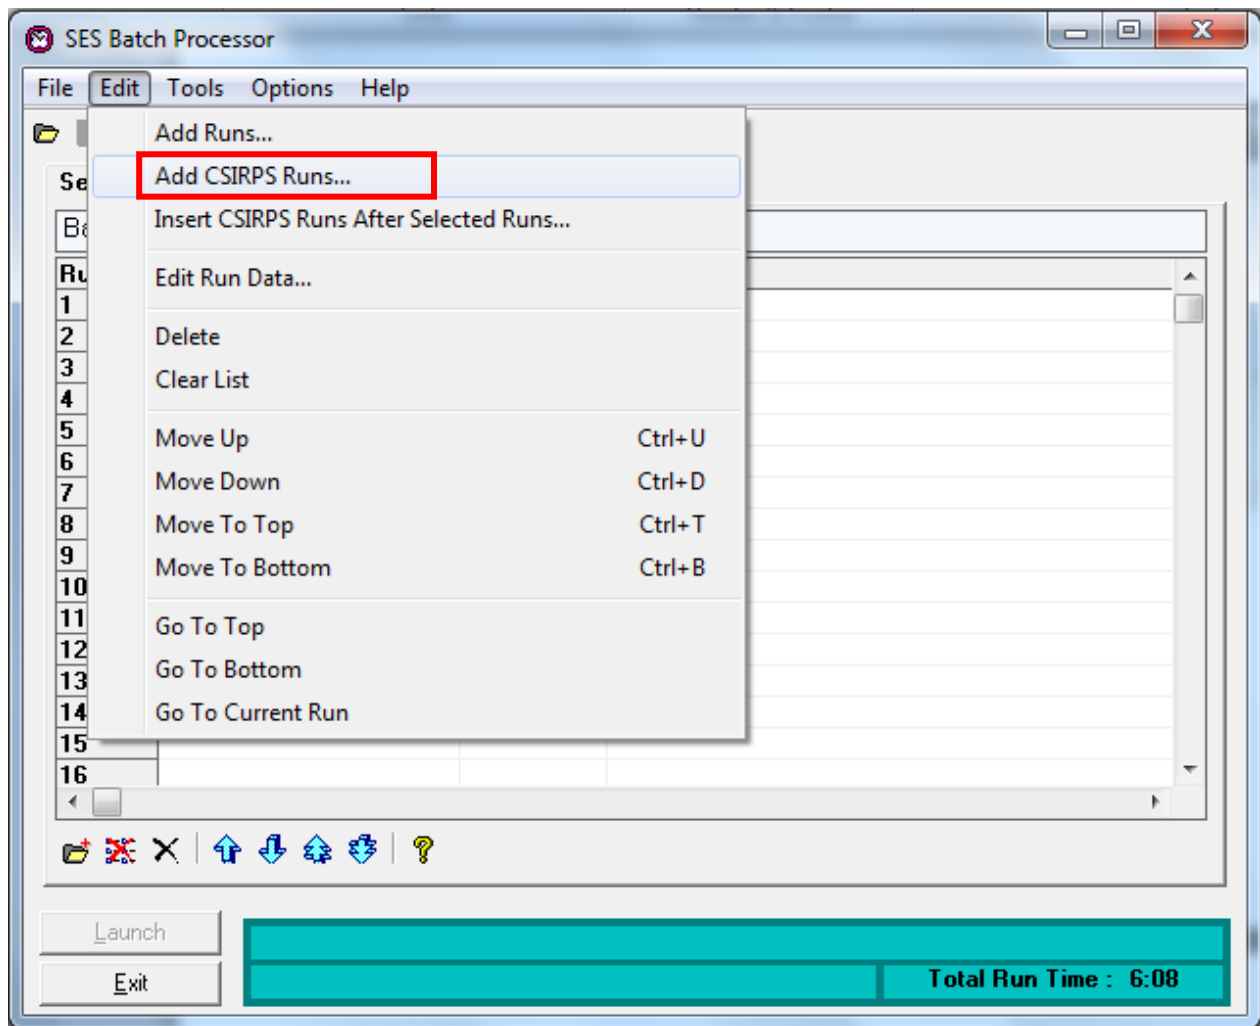 SES Batch Processor
File Edit Tools Options Help
Add Runs...
Add CSIRPS Runs...
Insert CSIRPS Runs After Selected Runs...
Edit Run Data...
Delete
Clear List
Move Up Ctrl+U
Move Down Ctrl+D
Move To Top Ctrl+T
Move To Bottom Ctrl+B
Go To Top
Go To Bottom
Go To Current Run
Se
Ba
Ru
1
2
3
4
5
6
7
8
9
10
11
12
13
14
15
16
Launch
Exit
Total Run Time : 6:08